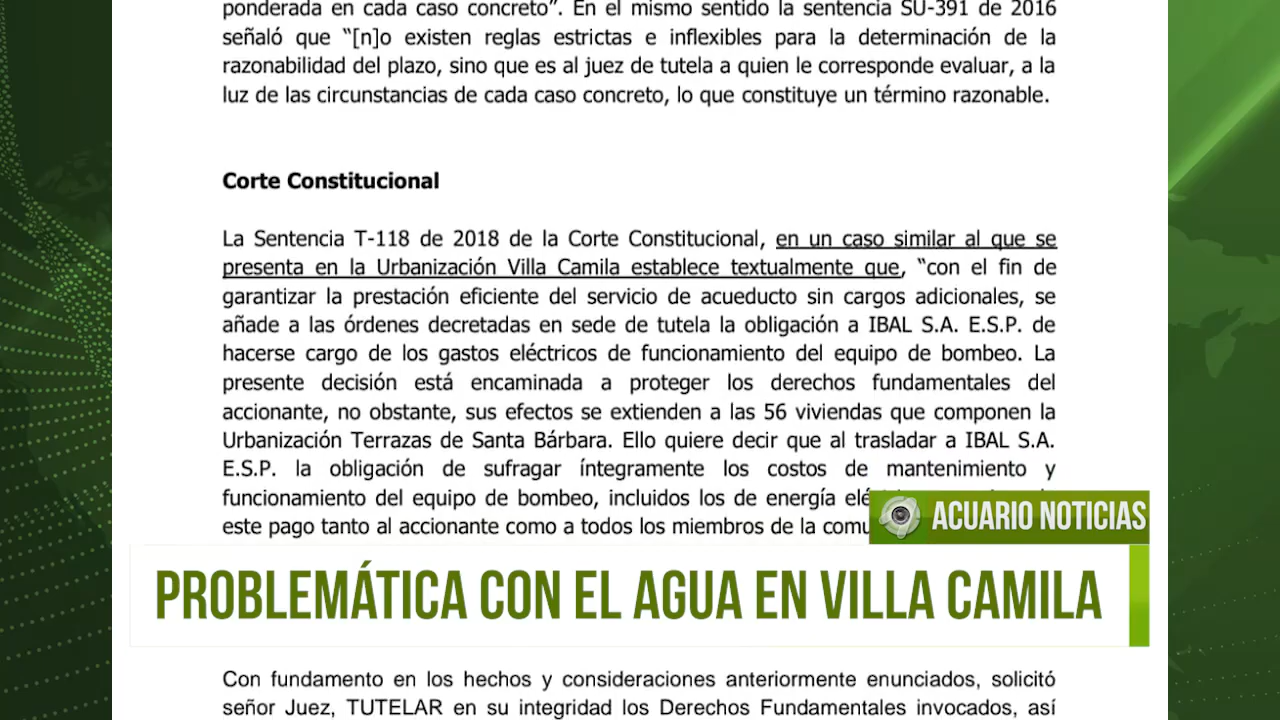 ponderada en cada caso concreto”. En el mismo sentido la sentencia SU-391 de 2016
señaló que “[n]o existen reglas estrictas e inflexibles para la determinación de la
razonabilidad del plazo, sino que es al juez de tutela a quien le corresponde evaluar, a la
luz de las circunstancias de cada caso concreto, lo que constituye un término razonable.
Corte Constitucional
La Sentencia T-118 de 2018 de la Corte Constitucional, en un caso similar al que se
presenta en la Urbanización Villa Camila establece textualmente que, “con el fin de
garantizar la prestación eficiente del servicio de acueducto sin cargos adicionales, se
añade a las órdenes decretadas en sede de tutela la obligación a IBAL S.A. E.S.P. de
hacerse cargo de los gastos eléctricos de funcionamiento del equipo de bombeo. La
presente decisión está encaminada a proteger los derechos fundamentales del
accionante, no obstante, sus efectos se extienden a las 56 viviendas que componen la
Urbanización Terrazas de Santa Bárbara. Ello quiere decir que al trasladar a IBAL S.A.
E.S.P. la obligación de sufragar íntegramente los costos de mantenimiento y
funcionamiento del equipo de bombeo, incluidos los de energía
este pago tanto al accionante como a todos los miembros de la
ACUARIO NOTICIAS
PROBLEMÁTICA CON EL AGUA EN VILLA CAMILA
Con fundamento en los hechos y consideraciones anteriormente enunciados, solicitó
señor Juez, TUTELAR en su integridad los Derechos Fundamentales invocados, así